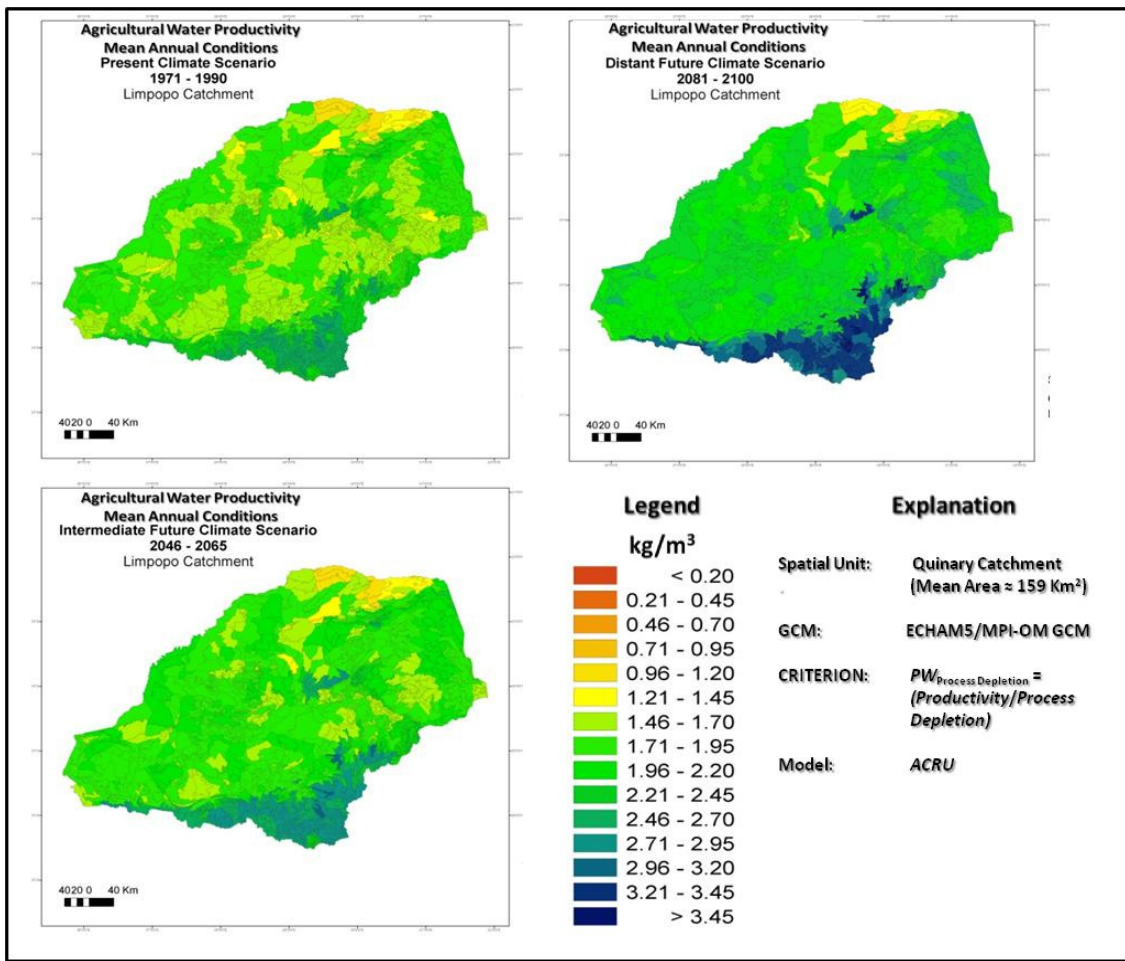 Agricultural Water Productivity
Mean Annual Conditions
Present Climate Scenario
1971 - 1990
Limpopo Catchment
4020 0 40 Km
Agricultural Water Productivity
Mean Annual Conditions
Distant Future Climate Scenario
2081 - 2100
Limpopo Catchment
4020 0 40 Km
Agricultural Water Productivity
Mean Annual Conditions
Intermediate Future Climate Scenario
2046 - 2065
Limpopo Catchment
4020 0 40 Km
Legend
kg/m³
< 0.20
0.21 - 0.45
0.46 - 0.70
0.71 - 0.95
0.96 - 1.20
1.21 - 1.45
1.46 - 1.70
1.71 - 1.95
1.96 - 2.20
2.21 - 2.45
2.46 - 2.70
2.71 - 2.95
2.96 - 3.20
3.21 - 3.45
> 3.45
Explanation
Spatial Unit: Quinary Catchment
(Mean Area ≈ 159 Km²)
GCM: ECHAM5/MPI-OM GCM
CRITERION: PW Process Depletion =
(Productivity/Process
Depletion)
Model: ACRU